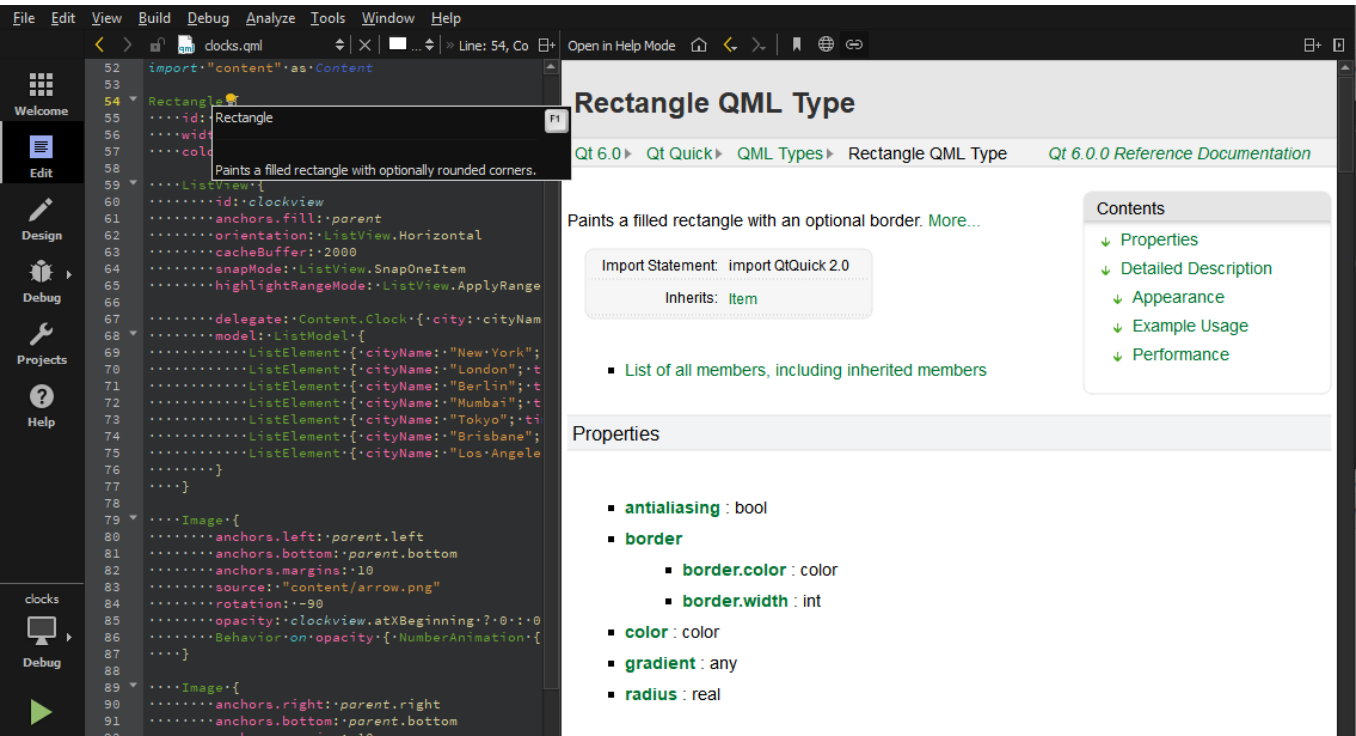 File Edit View Build Debug Analyze Tools Window Help
clocks.qml ... » Line: 54, Co
Open in Help Mode
Welcome
Edit
Design
Debug
Projects
Help
clocks
Debug
52 import·"content"·as·Content
53
54 Rectangle
55 ····id:
56 ····widt
57 ····colo
58
59 ····ListView·{
60 ········id:·clockview
61 ········anchors.fill:·parent
62 ········orientation:·ListView.Horizontal
63 ········cacheBuffer:·2000
64 ········snapMode:·ListView.SnapOneItem
65 ········highlightRangeMode:·ListView.ApplyRange
66
67 ········delegate:·Content.Clock·{·city:·cityNam
68 ········model:·ListModel·{
69 ············ListElement·{·cityName:·"New·York";
70 ············ListElement·{·cityName:·"London";·t
71 ············ListElement·{·cityName:·"Berlin";·t
72 ············ListElement·{·cityName:·"Mumbai";·t
73 ············ListElement·{·cityName:·"Tokyo";·ti
74 ············ListElement·{·cityName:·"Brisbane";
75 ············ListElement·{·cityName:·"Los·Angele
76 ········}
77 ····}
78
79 ····Image·{
80 ········anchors.left:·parent.left
81 ········anchors.bottom:·parent.bottom
82 ········anchors.margins:·10
83 ········source:·"content/arrow.png"
84 ········rotation:·-90
85 ········opacity:·clockview.atXBeginning·?·0·:·0
86 ········Behavior·on·opacity·{·NumberAnimation·{
87 ····}
88
89 ····Image·{
90 ········anchors.right:·parent.right
91 ········anchors.bottom:·parent.bottom
Rectangle F1
Paints a filled rectangle with optionally rounded corners.
Rectangle QML Type
Qt 6.0 Qt Quick QML Types Rectangle QML Type Qt 6.0.0 Reference Documentation
Paints a filled rectangle with an optional border. More...
Import Statement: import QtQuick 2.0
Inherits: Item
List of all members, including inherited members
Contents
Properties
Detailed Description
Appearance
Example Usage
Performance
Properties
antialiasing : bool
border
border.color : color
border.width : int
color : color
gradient : any
radius : real